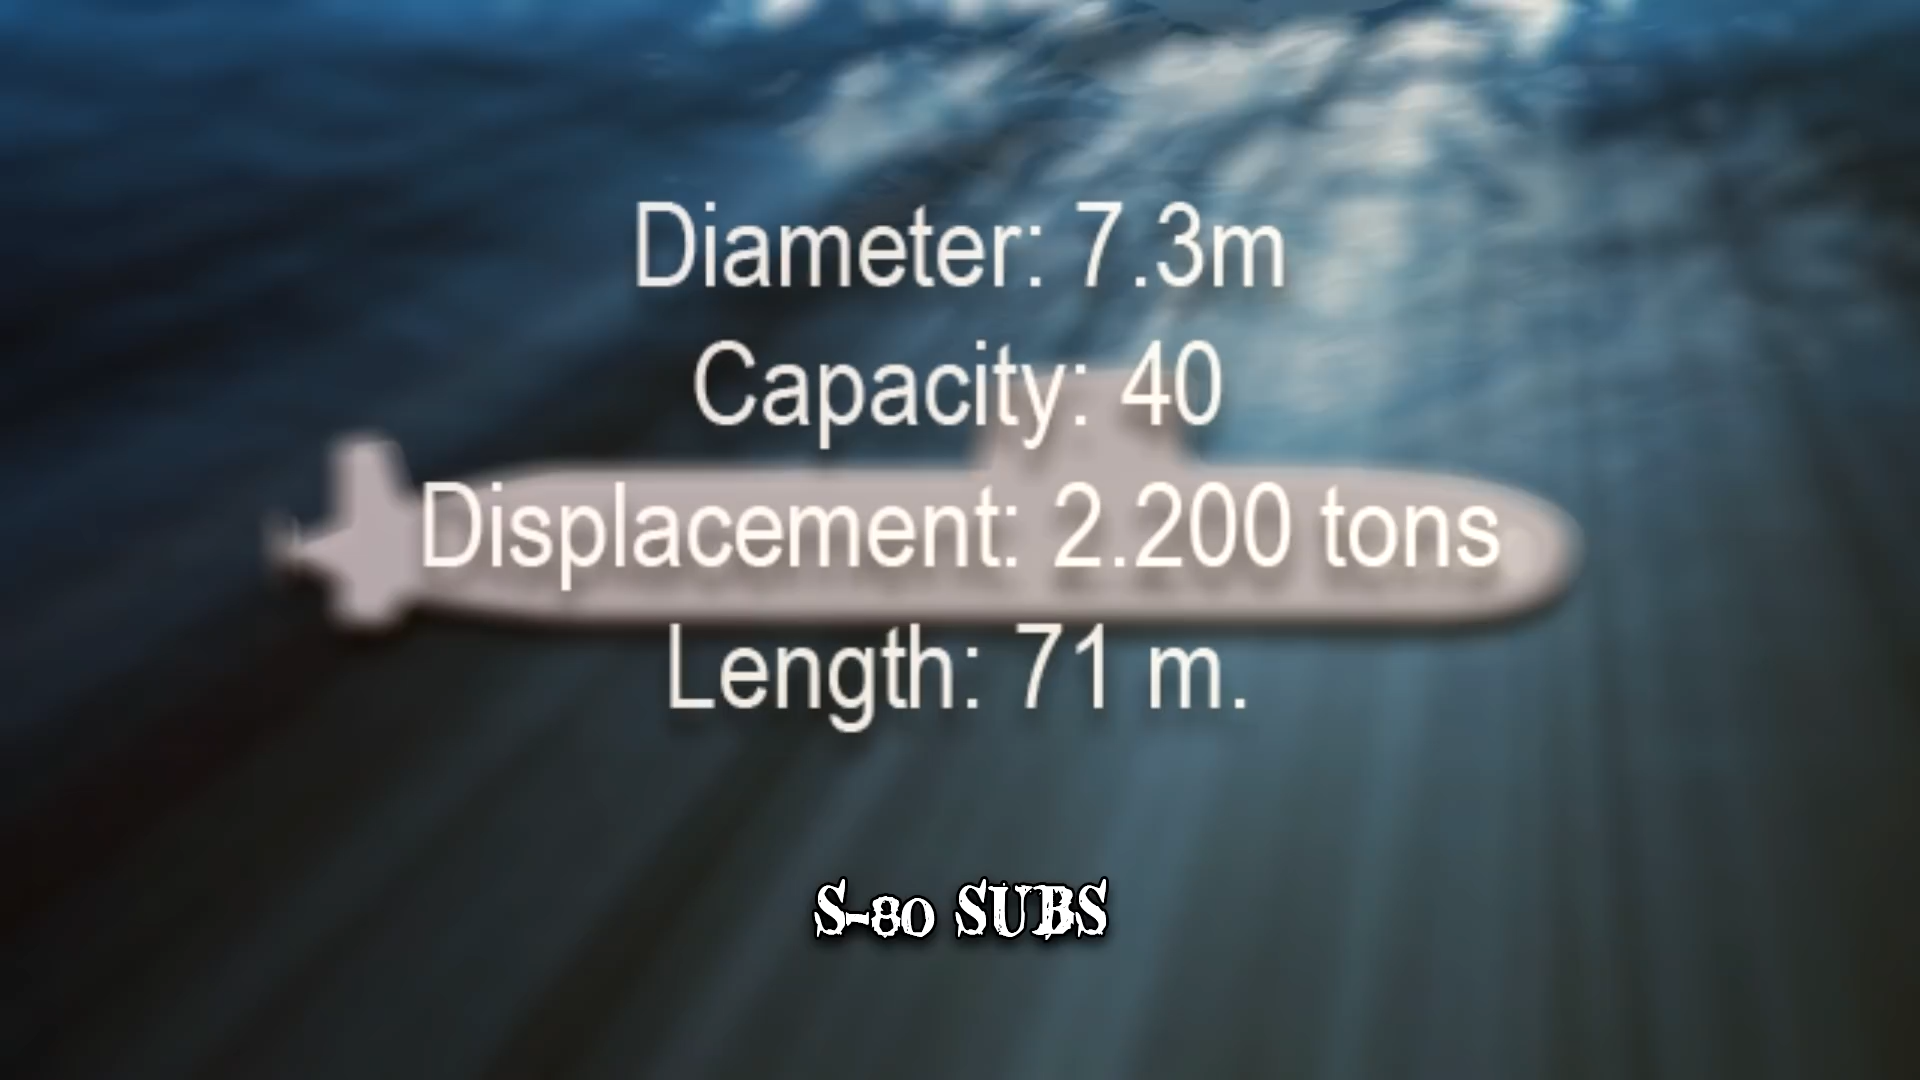 Diameter: 7.3m
Capacity: 40
Displacement: 2.200 tons
Length: 71 m.
S-80 SUBS